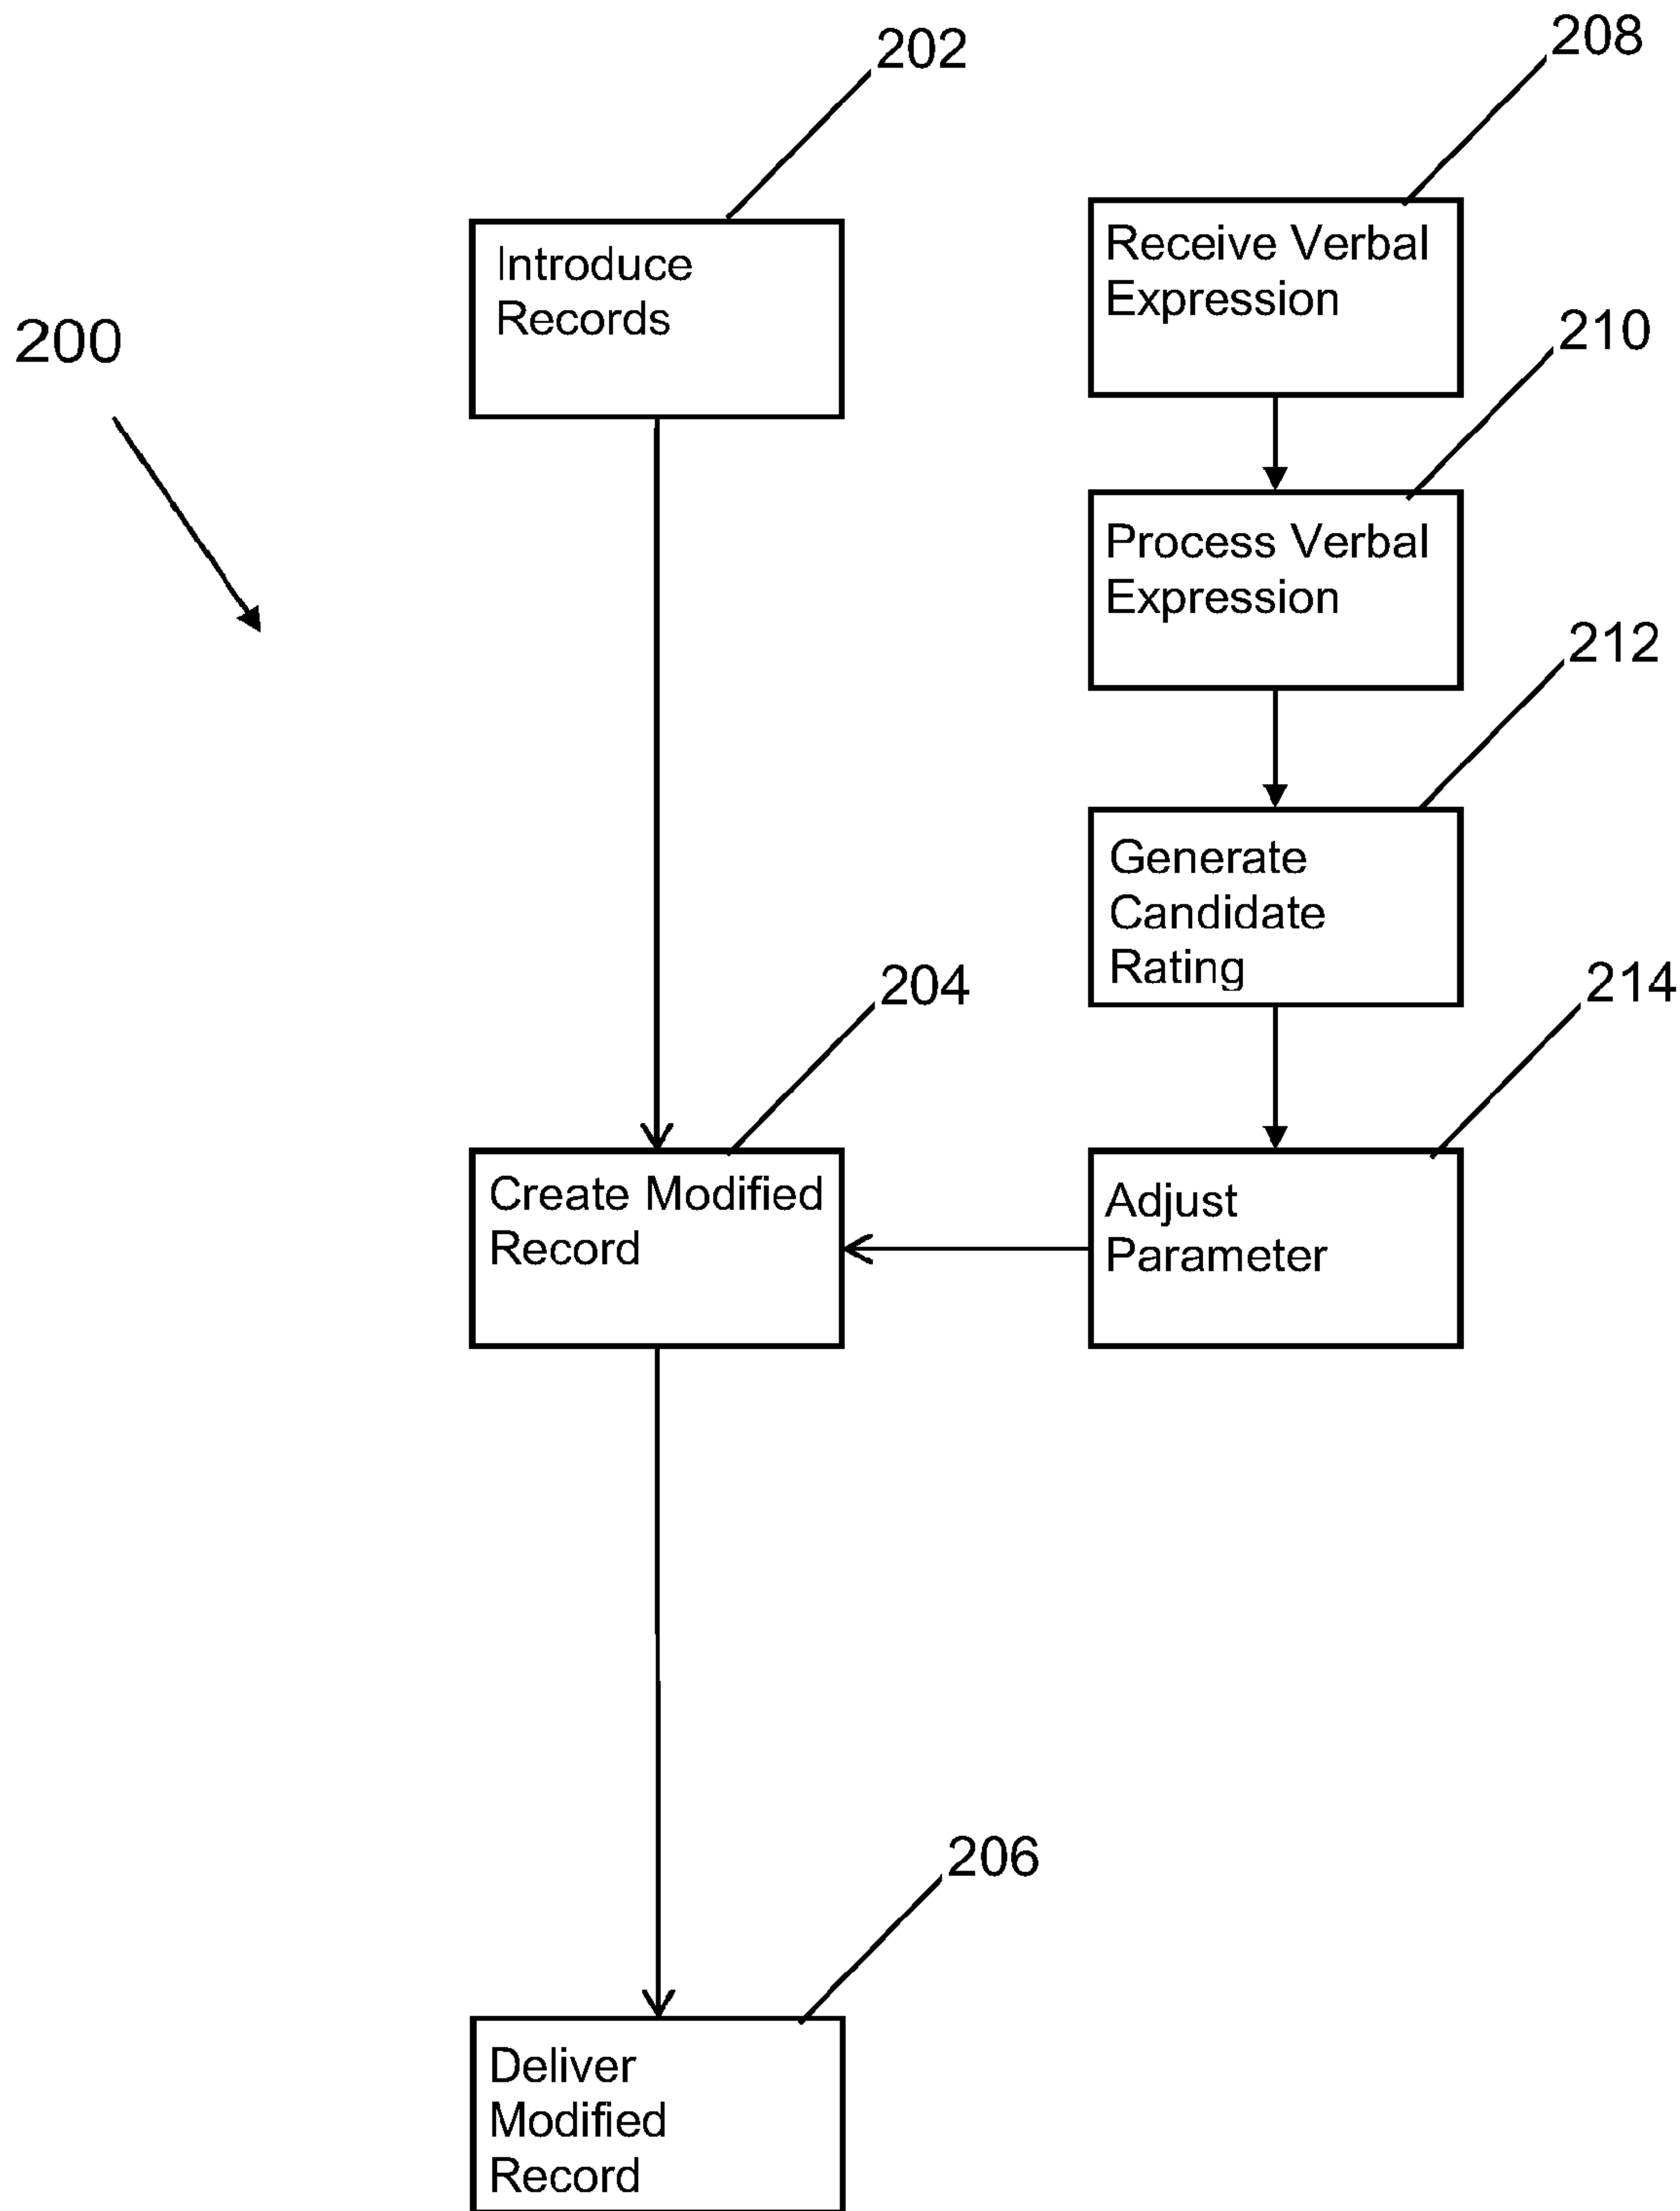 208
202
Receive Verbal
Expression
Introduce
Records
200
210
Process Verbal
Expression
212
Generate
Candidate
Rating
204
214
Create Modified
Record
Adjust
Parameter
206
Deliver
Modified
Record